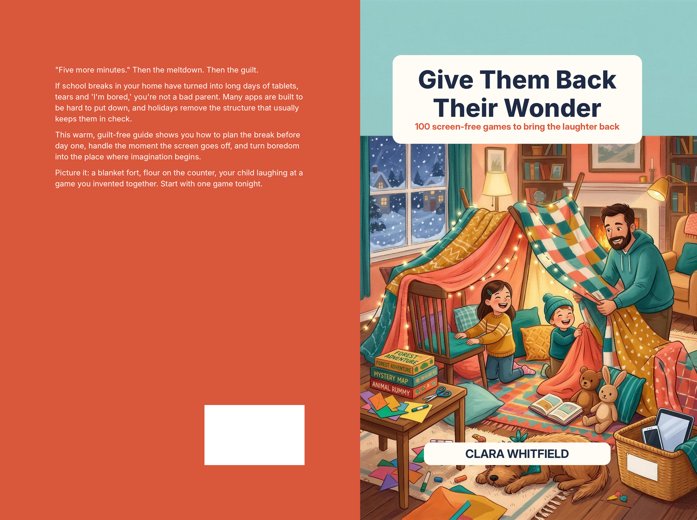 "Five more minutes." Then the meltdown. Then the guilt.
If school breaks in your home have turned into long days of tablets,
tears and 'I'm bored,' you're not a bad parent. Many apps are built to
be hard to put down, and holidays remove the structure that usually
keeps them in check.
This warm, guilt-free guide shows you how to plan the break before
day one, handle the moment the screen goes off, and turn boredom
into the place where imagination begins.
Picture it: a blanket fort, flour on the counter, your child laughing at a
game you invented together. Start with one game tonight.
Give Them Back
Their Wonder
100 screen-free games to bring the laughter back
FOREST
ADVENTURE
FOREST ADVENTURE
MYSTERY MAP
ANIMAL RUMMY
CLARA WHITFIELD